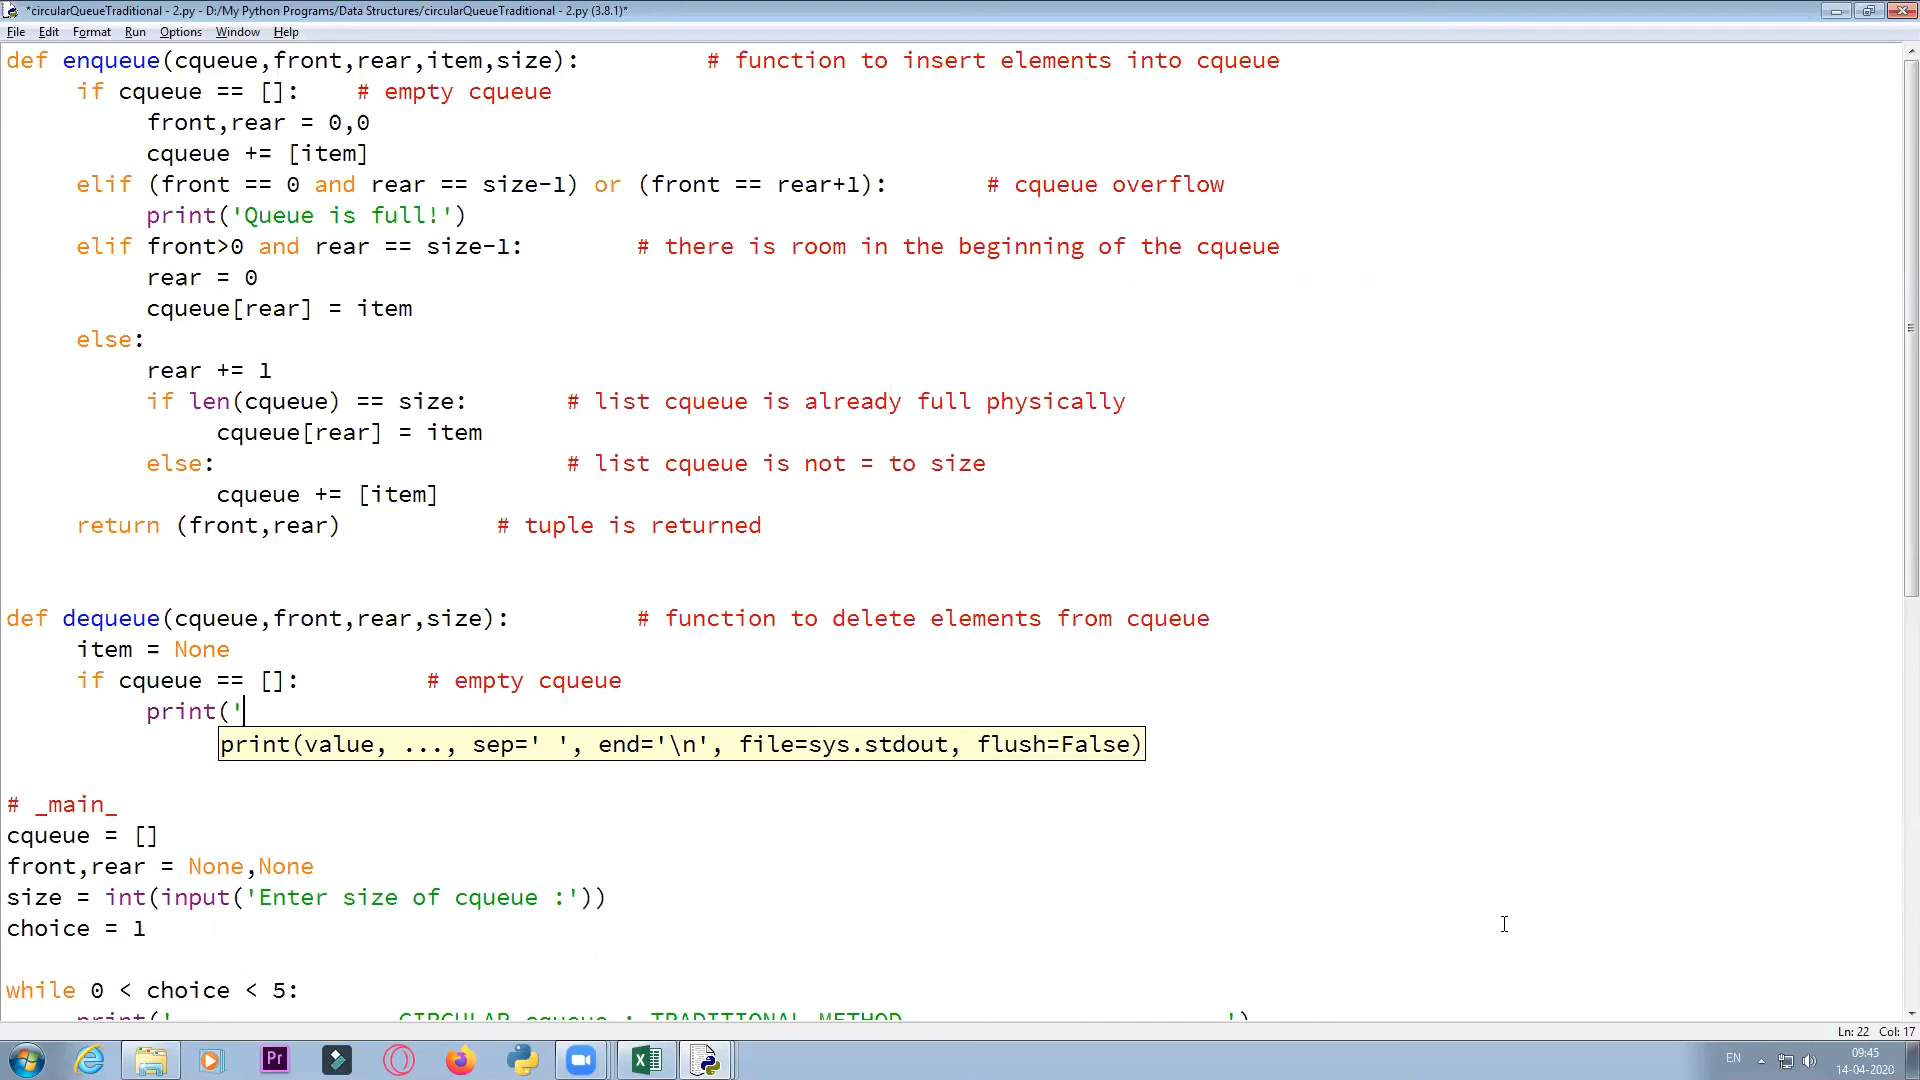 *circularQueueTraditional - 2.py - D:/My Python Programs/Data Structures/circularQueueTraditional - 2.py (3.8.1)*
File Edit Format Run Options Window Help
def enqueue(cqueue,front,rear,item,size): # function to insert elements into cqueue
if cqueue == []: # empty cqueue
front,rear = 0,0
cqueue += [item]
elif (front == 0 and rear == size-1) or (front == rear+1): # cqueue overflow
print('Queue is full!')
elif front>0 and rear == size-1: # there is room in the beginning of the cqueue
rear = 0
cqueue[rear] = item
else:
rear += 1
if len(cqueue) == size: # list cqueue is already full physically
cqueue[rear] = item
else: # list cqueue is not = to size
cqueue += [item]
return (front,rear) # tuple is returned
def dequeue(cqueue,front,rear,size): # function to delete elements from cqueue
item = None
if cqueue == []: # empty cqueue
print('
print(value, ..., sep=' ', end='\n', file=sys.stdout, flush=False)
# _main_
cqueue = []
front,rear = None,None
size = int(input('Enter size of cqueue :'))
choice = 1
while 0 < choice < 5:
print(' CIRCULAR cqueue : TRADITIONAL METHOD ')
Ln: 22 Col: 17
Pr
EN
09:45
14-04-2020